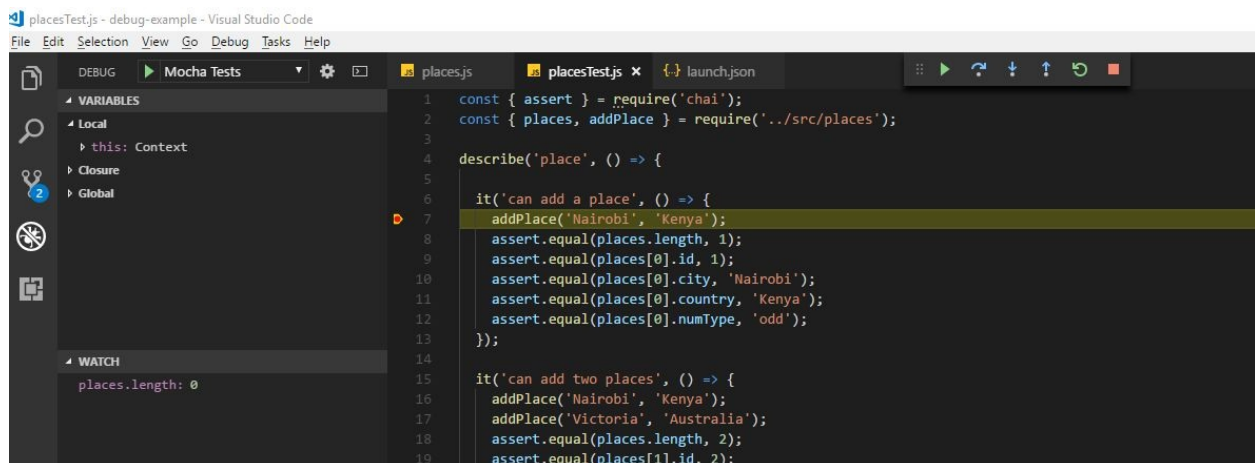 placesTest.js - debug-example - Visual Studio Code
File Edit Selection View Go Debug Tasks Help
DEBUG Mocha Tests
JS places.js JS placesTest.js × {..} launch.json
VARIABLES
Local
this: Context
Closure
Global
2
WATCH
places.length: 0
1 const { assert } = require('chai');
2 const { places, addPlace } = require('../src/places');
3
4 describe('place', () => {
5
6 it('can add a place', () => {
7 addPlace('Nairobi', 'Kenya');
8 assert.equal(places.length, 1);
9 assert.equal(places[0].id, 1);
10 assert.equal(places[0].city, 'Nairobi');
11 assert.equal(places[0].country, 'Kenya');
12 assert.equal(places[0].numType, 'odd');
13 });
14
15 it('can add two places', () => {
16 addPlace('Nairobi', 'Kenya');
17 addPlace('Victoria', 'Australia');
18 assert.equal(places.length, 2);
19 assert.equal(places[1].id, 2);